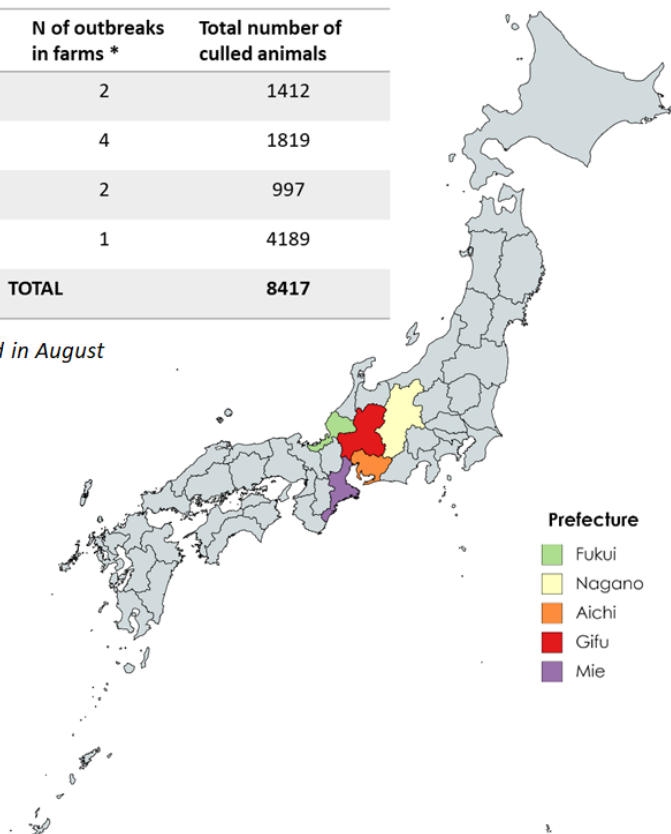 N of outbreaks Total number of
in farms * culled animals
2 1412
4 1819
2 997
1 4189
TOTAL 8417
in August
Prefecture
Fukui
Nagano
Aichi
Gifu
Mie